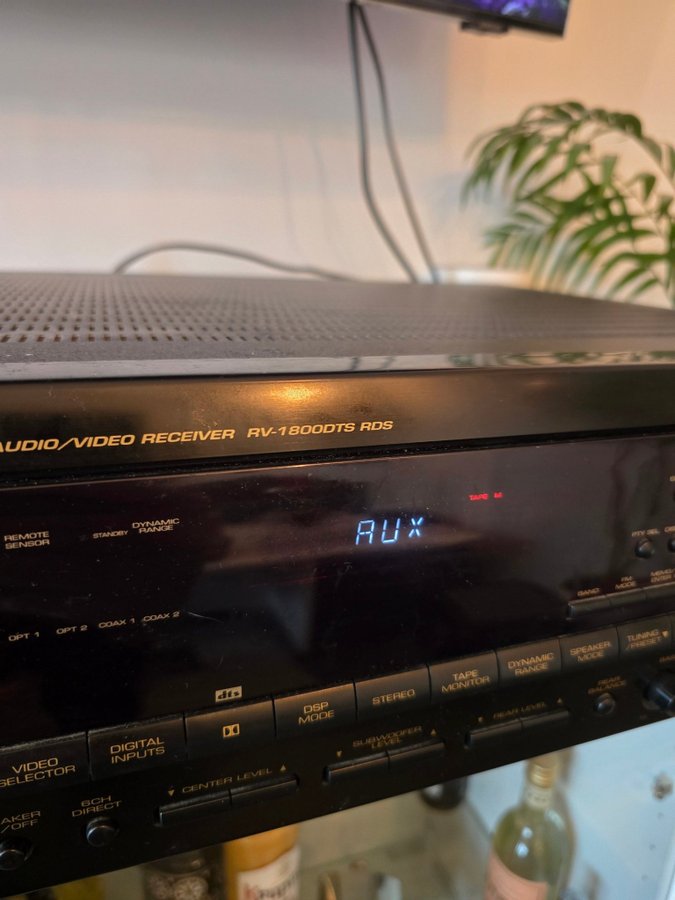 AUDIO/VIDEO RECEIVER RV-1800DTS RDS
TAPE M
AUX
REMOTE SENSOR
STANDBY
DYNAMIC RANGE
PTY SEL
OPT 1 OPT 2 COAX 1 COAX 2
BAND
FM MODE
dts
VIDEO SELECTOR
DIGITAL INPUTS
DSP MODE
STEREO
TAPE MONITOR
DYNAMIC RANGE
SPEAKER MODE
TUNING /PRESET
6CH DIRECT
CENTER LEVEL
SUBWOOFER LEVEL
REAR LEVEL
REAR BALANCE